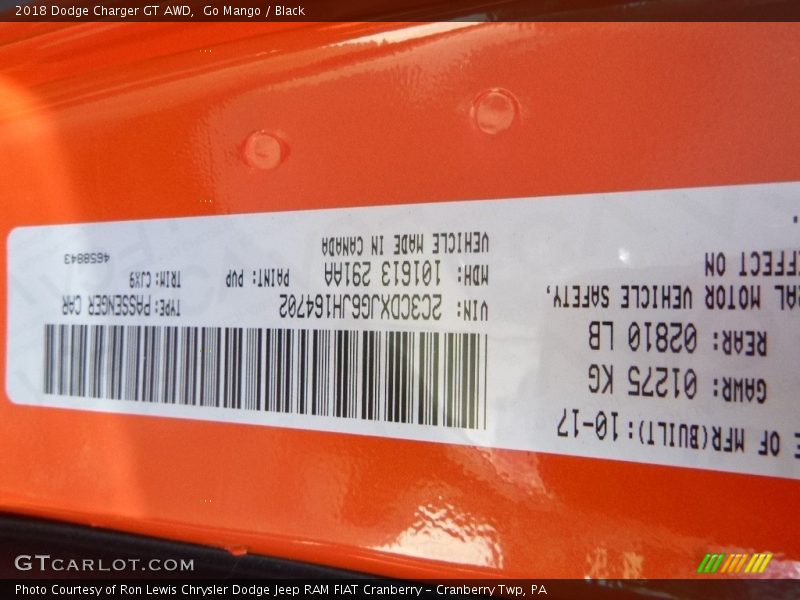 2018 Dodge Charger GT AWD,  Go Mango / Black
E OF MFR(BUILT): 10-17
GAWR: 01275 KG
REAR: 02810 LB
AL MOTOR VEHICLE SAFETY,
EFFECT ON
VIN: 2C3CDXJG6JH164702
TYPE: PASSENGER CAR
MDH: 101613 291AA
PAINT: PVP
TRIM: CJX9
VEHICLE MADE IN CANADA
4658843
GTCARLOT.COM
Photo Courtesy of Ron Lewis Chrysler Dodge Jeep RAM FIAT Cranberry – Cranberry Twp, PA